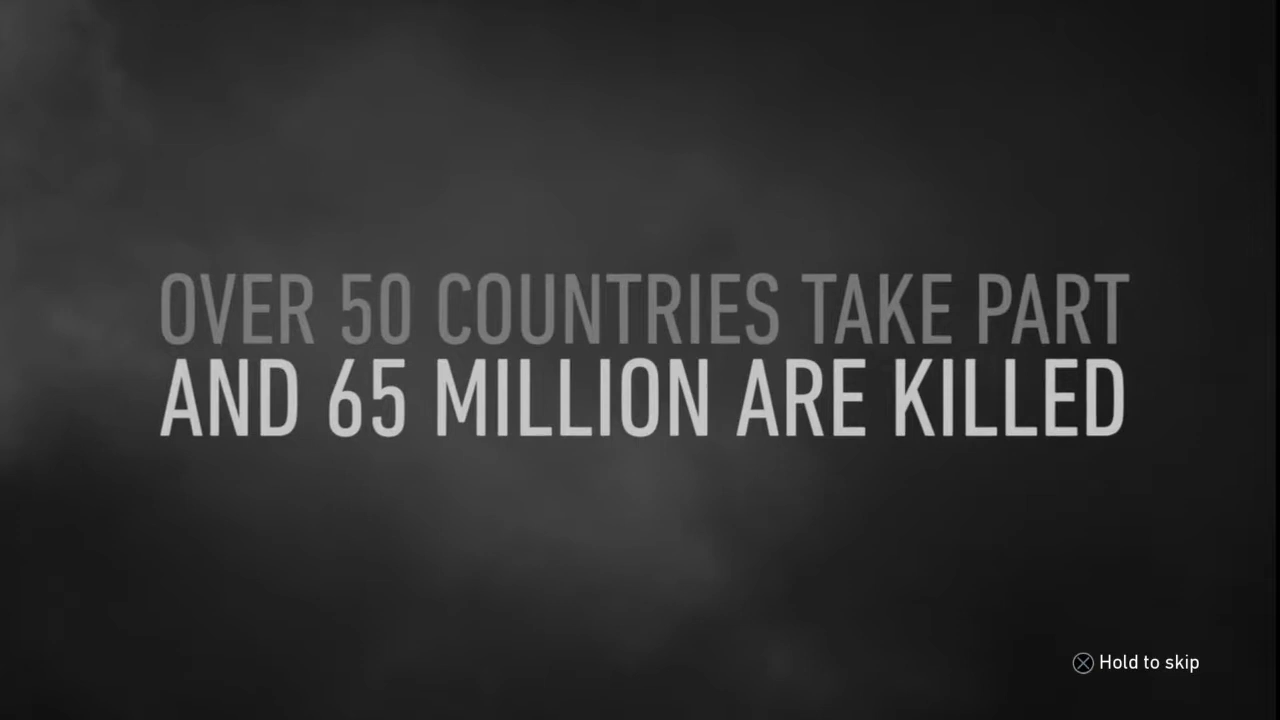 OVER 50 COUNTRIES TAKE PART
AND 65 MILLION ARE KILLED
Hold to skip